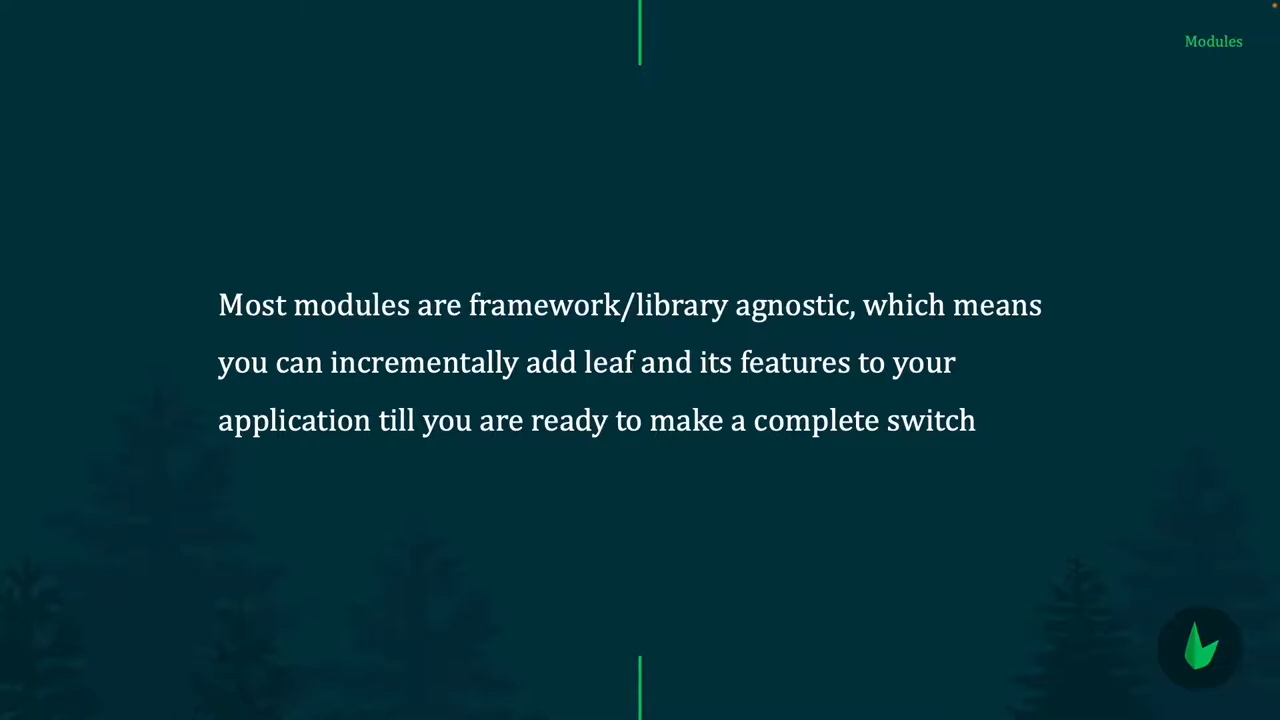 Modules
Most modules are framework/library agnostic, which means
you can incrementally add leaf and its features to your
application till you are ready to make a complete switch